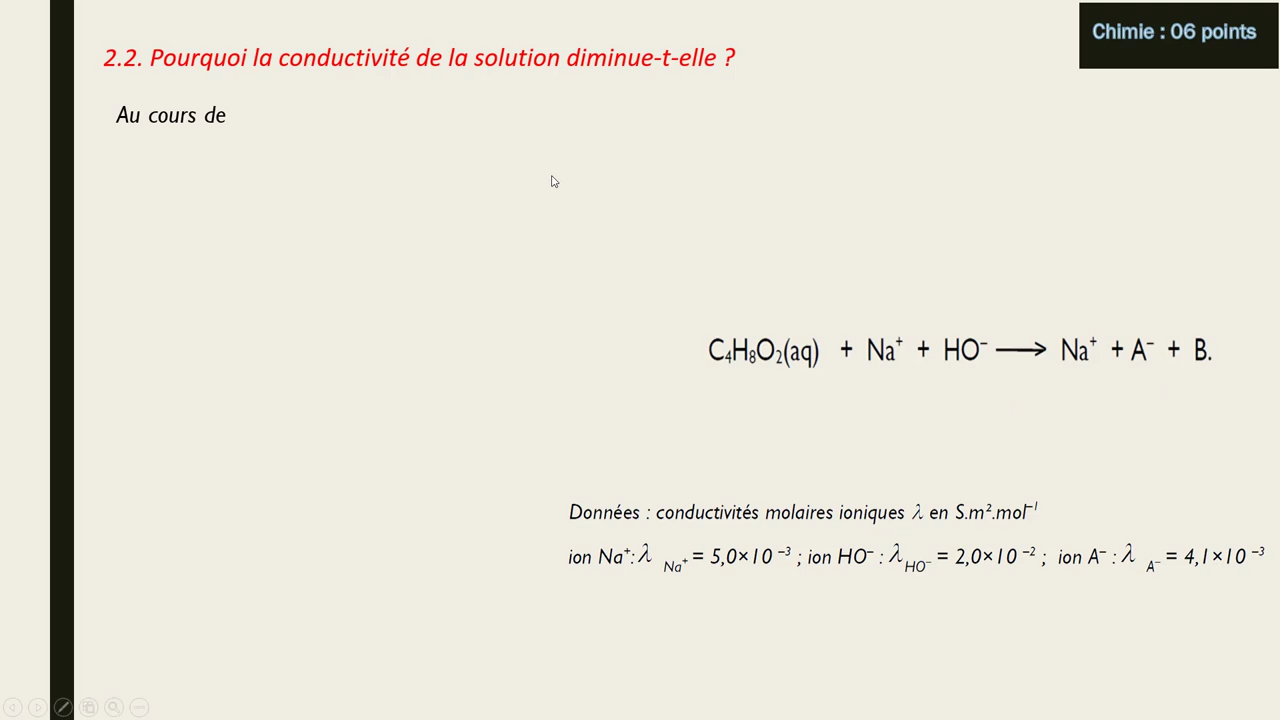 Chimie : 06 points
2.2. Pourquoi la conductivité de la solution diminue-t-elle ?
Au cours de
C₄H₈O₂(aq) + Na⁺ + HO⁻ ⟶ Na⁺ + A⁻ + B.
Données : conductivités molaires ioniques λ en S.m².mol⁻¹
ion Na⁺: λ Na⁺ = 5,0×10 ⁻³ ; ion HO⁻ : λ HO⁻ = 2,0×10 ⁻² ; ion A⁻ : λ A⁻ = 4,1×10 ⁻³